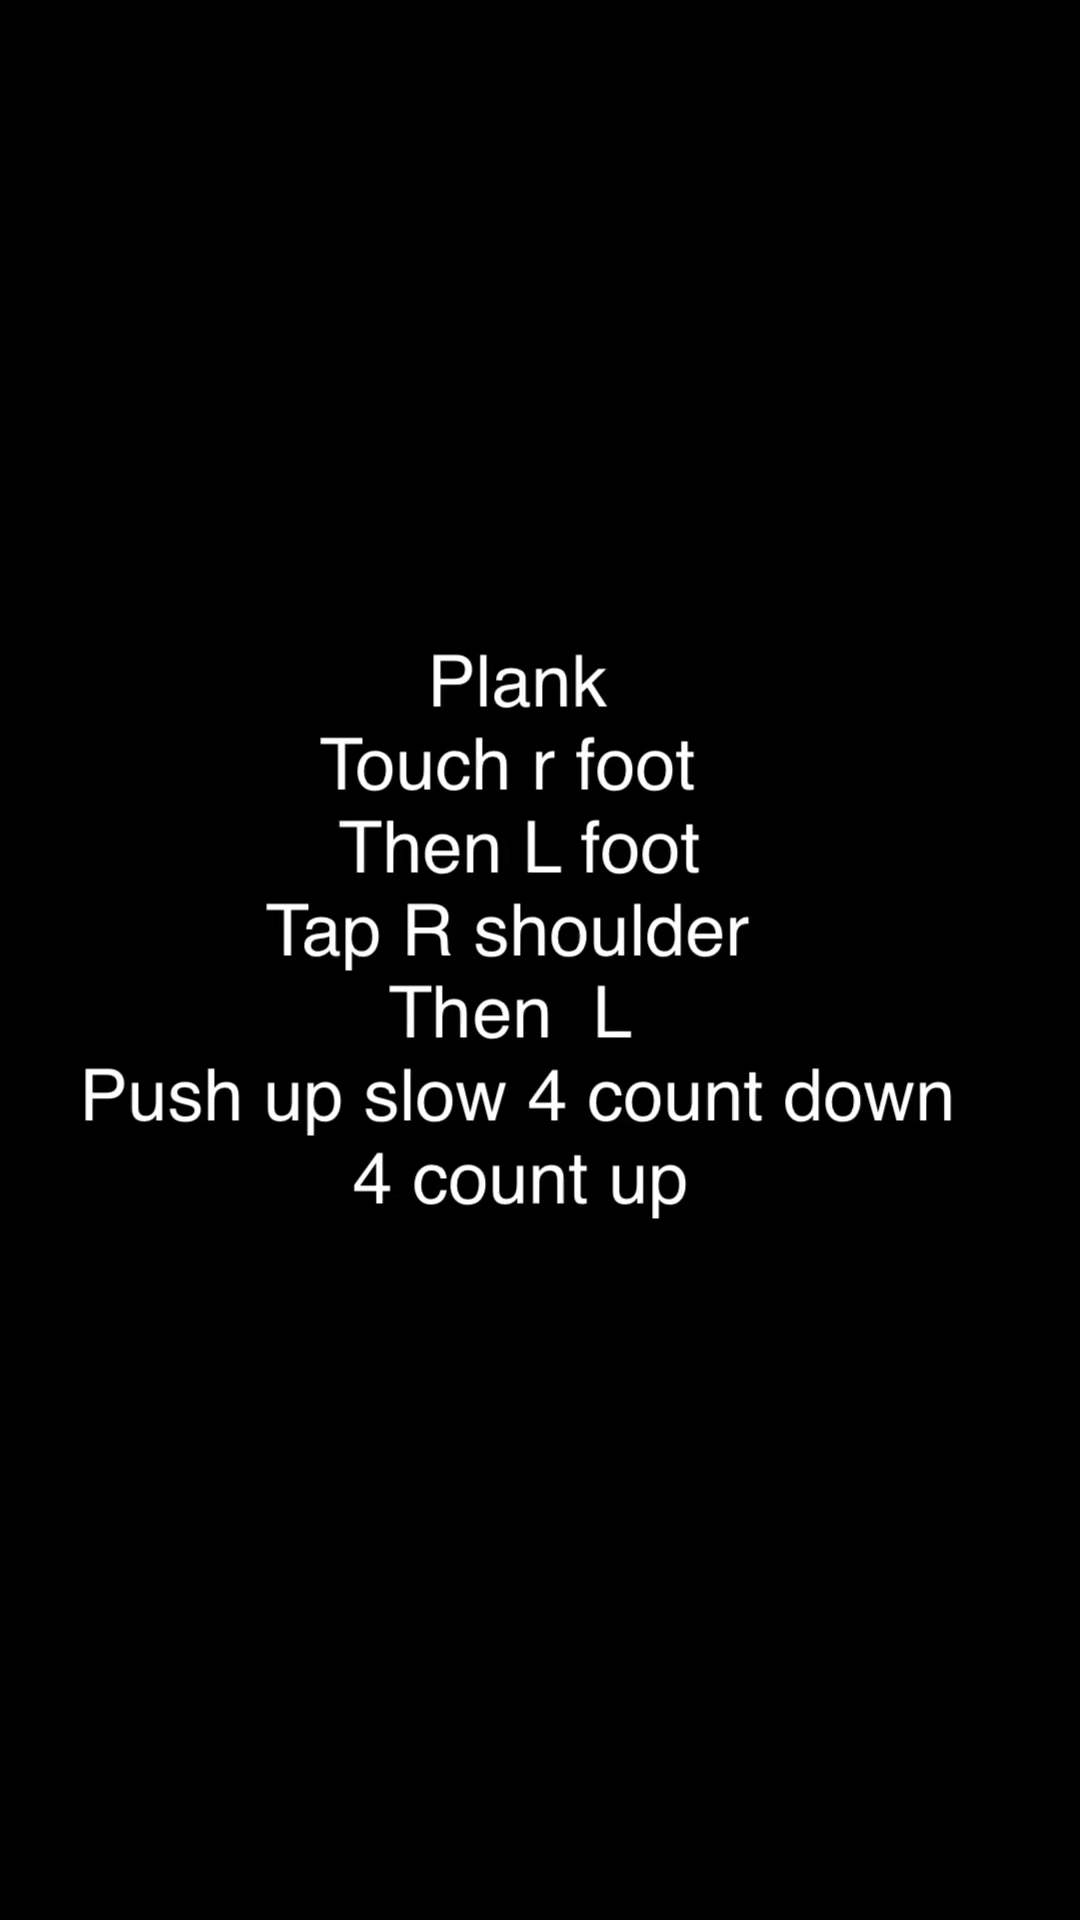 Plank
Touch r foot
Then L foot
Tap R shoulder
Then  L
Push up slow 4 count down
4 count up